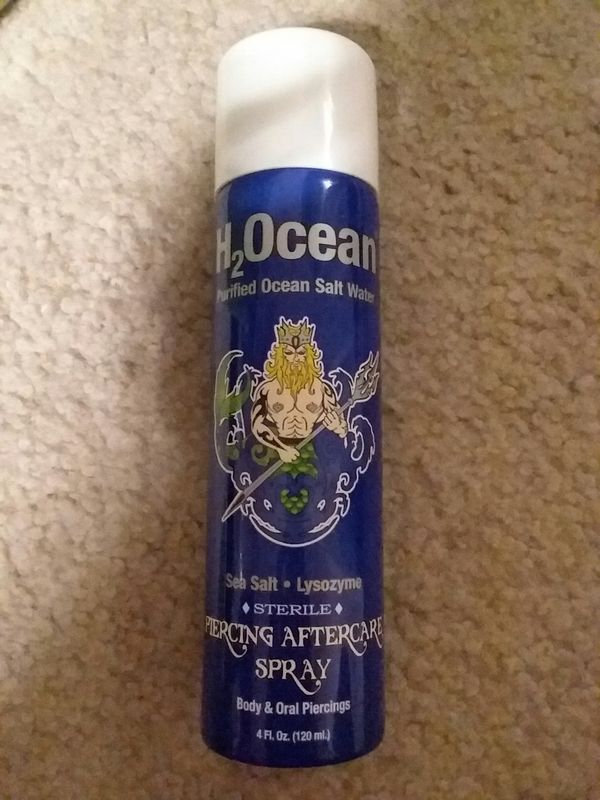 H₂Ocean
Purified Ocean Salt Water
Sea Salt • Lysozyme
♦ STERILE ♦
PIERCING AFTERCARE
SPRAY
Body & Oral Piercings
4 Fl. Oz. (120 ml.)